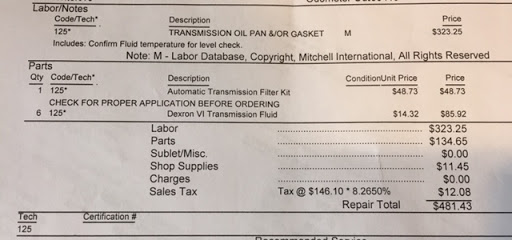 Labor/Notes
Code/Tech* Description Price
125* TRANSMISSION OIL PAN &/OR GASKET M $323.25
Includes: Confirm Fluid temperature for level check.
Note: M - Labor Database, Copyright, Mitchell International, All Rights Reserved
Parts
Qty Code/Tech* Description Condition Unit Price Price
1 125* Automatic Transmission Filter Kit $48.73 $48.73
CHECK FOR PROPER APPLICATION BEFORE ORDERING
6 125* Dexron VI Transmission Fluid $14.32 $85.92
Labor $323.25
Parts $134.65
Sublet/Misc. $0.00
Shop Supplies $11.45
Charges $0.00
Sales Tax Tax @ $146.10 * 8.2650% $12.08
Repair Total $481.43
Tech Certification #
125